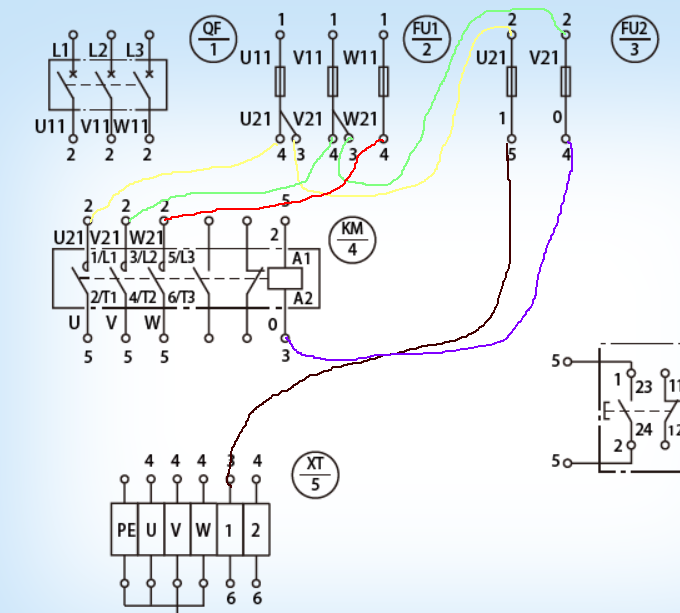 L1 L2 L3
QF
1
U11 V11 W11
2 2 2
1 1 1
U11 V11 W11
FU1
2
U21 V21 W21
4 3 4 3 4
2 2
U21 V21
FU2
3
1 0
5 4
2 2 2 5
U21 V21 W21 2
KM
4
1/L1 3/L2 5/L3 A1
2/T1 4/T2 6/T3 A2
U V W 0
5 5 5 3
5
1 23 11
24 12
5 2
4 4 4 3 4
XT
5
PE U V W 1 2
6 6